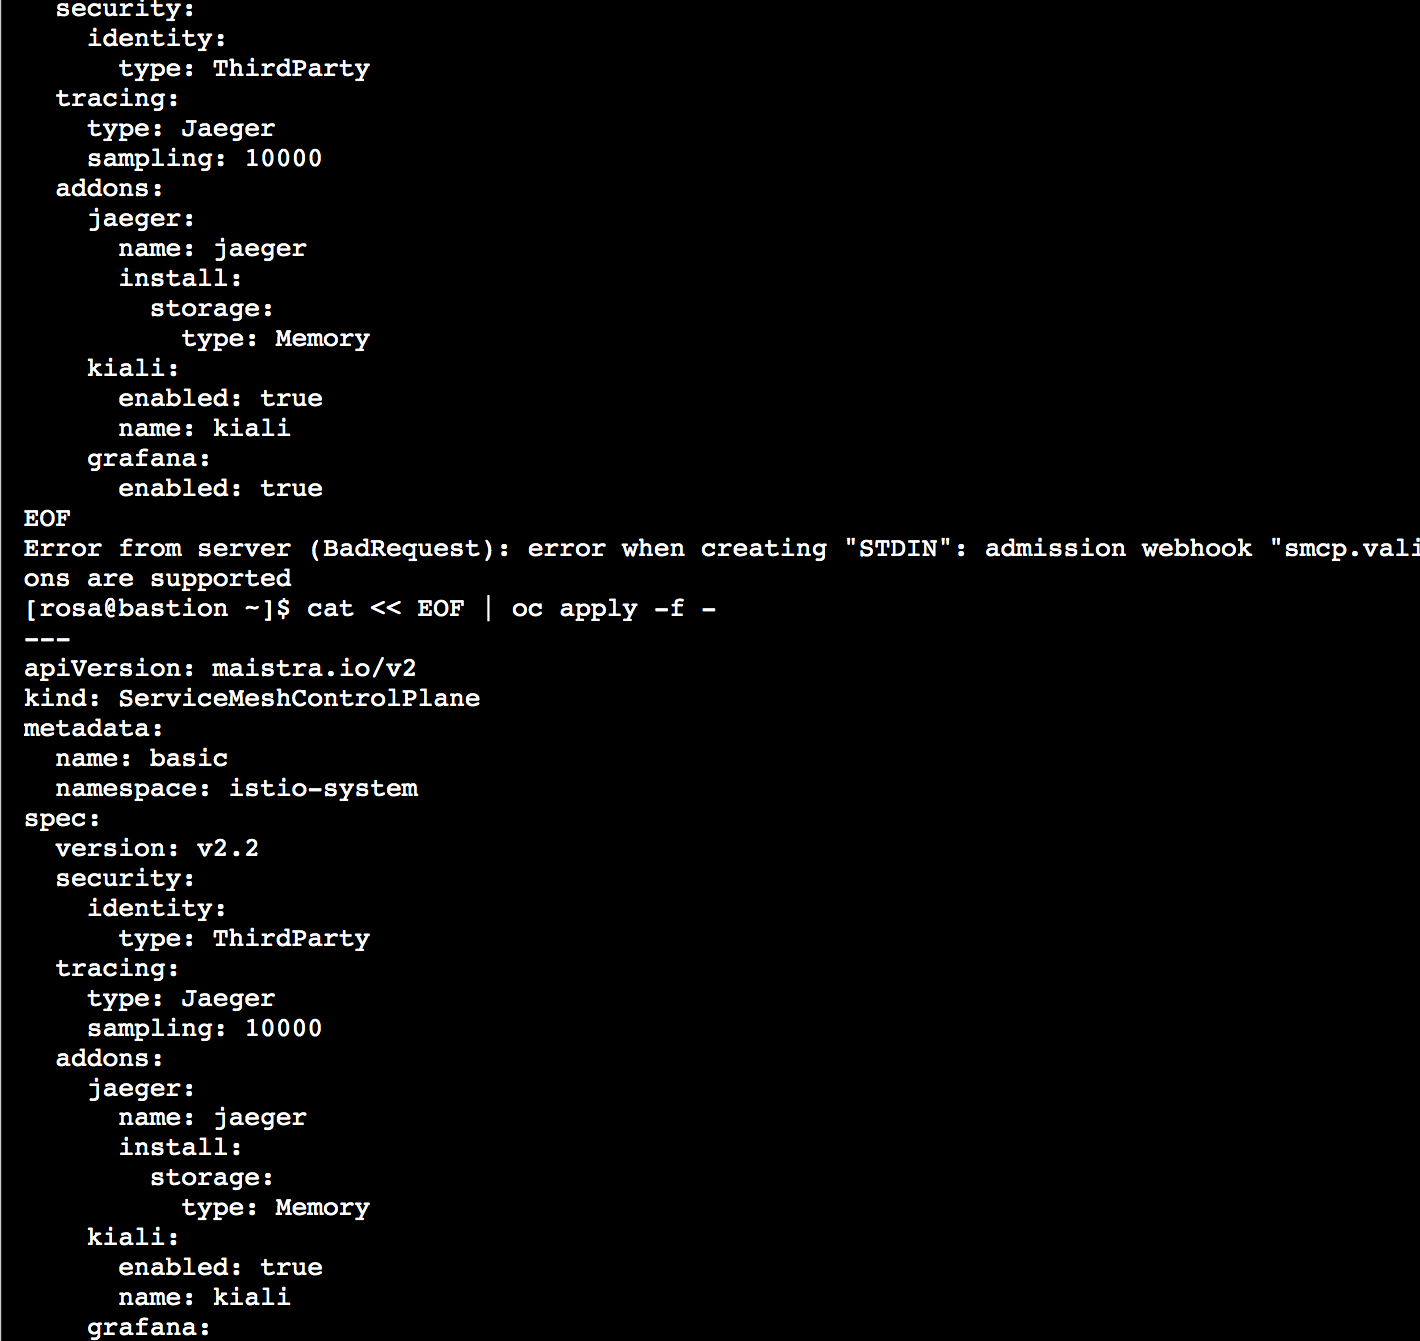 security:
    identity:
      type: ThirdParty
  tracing:
    type: Jaeger
    sampling: 10000
  addons:
    jaeger:
      name: jaeger
      install:
        storage:
          type: Memory
    kiali:
      enabled: true
      name: kiali
    grafana:
      enabled: true
EOF
Error from server (BadRequest): error when creating "STDIN": admission webhook "smcp.vali
ons are supported
[rosa@bastion ~]$ cat << EOF | oc apply -f -
---
apiVersion: maistra.io/v2
kind: ServiceMeshControlPlane
metadata:
  name: basic
  namespace: istio-system
spec:
  version: v2.2
  security:
    identity:
      type: ThirdParty
  tracing:
    type: Jaeger
    sampling: 10000
  addons:
    jaeger:
      name: jaeger
      install:
        storage:
          type: Memory
    kiali:
      enabled: true
      name: kiali
    grafana: